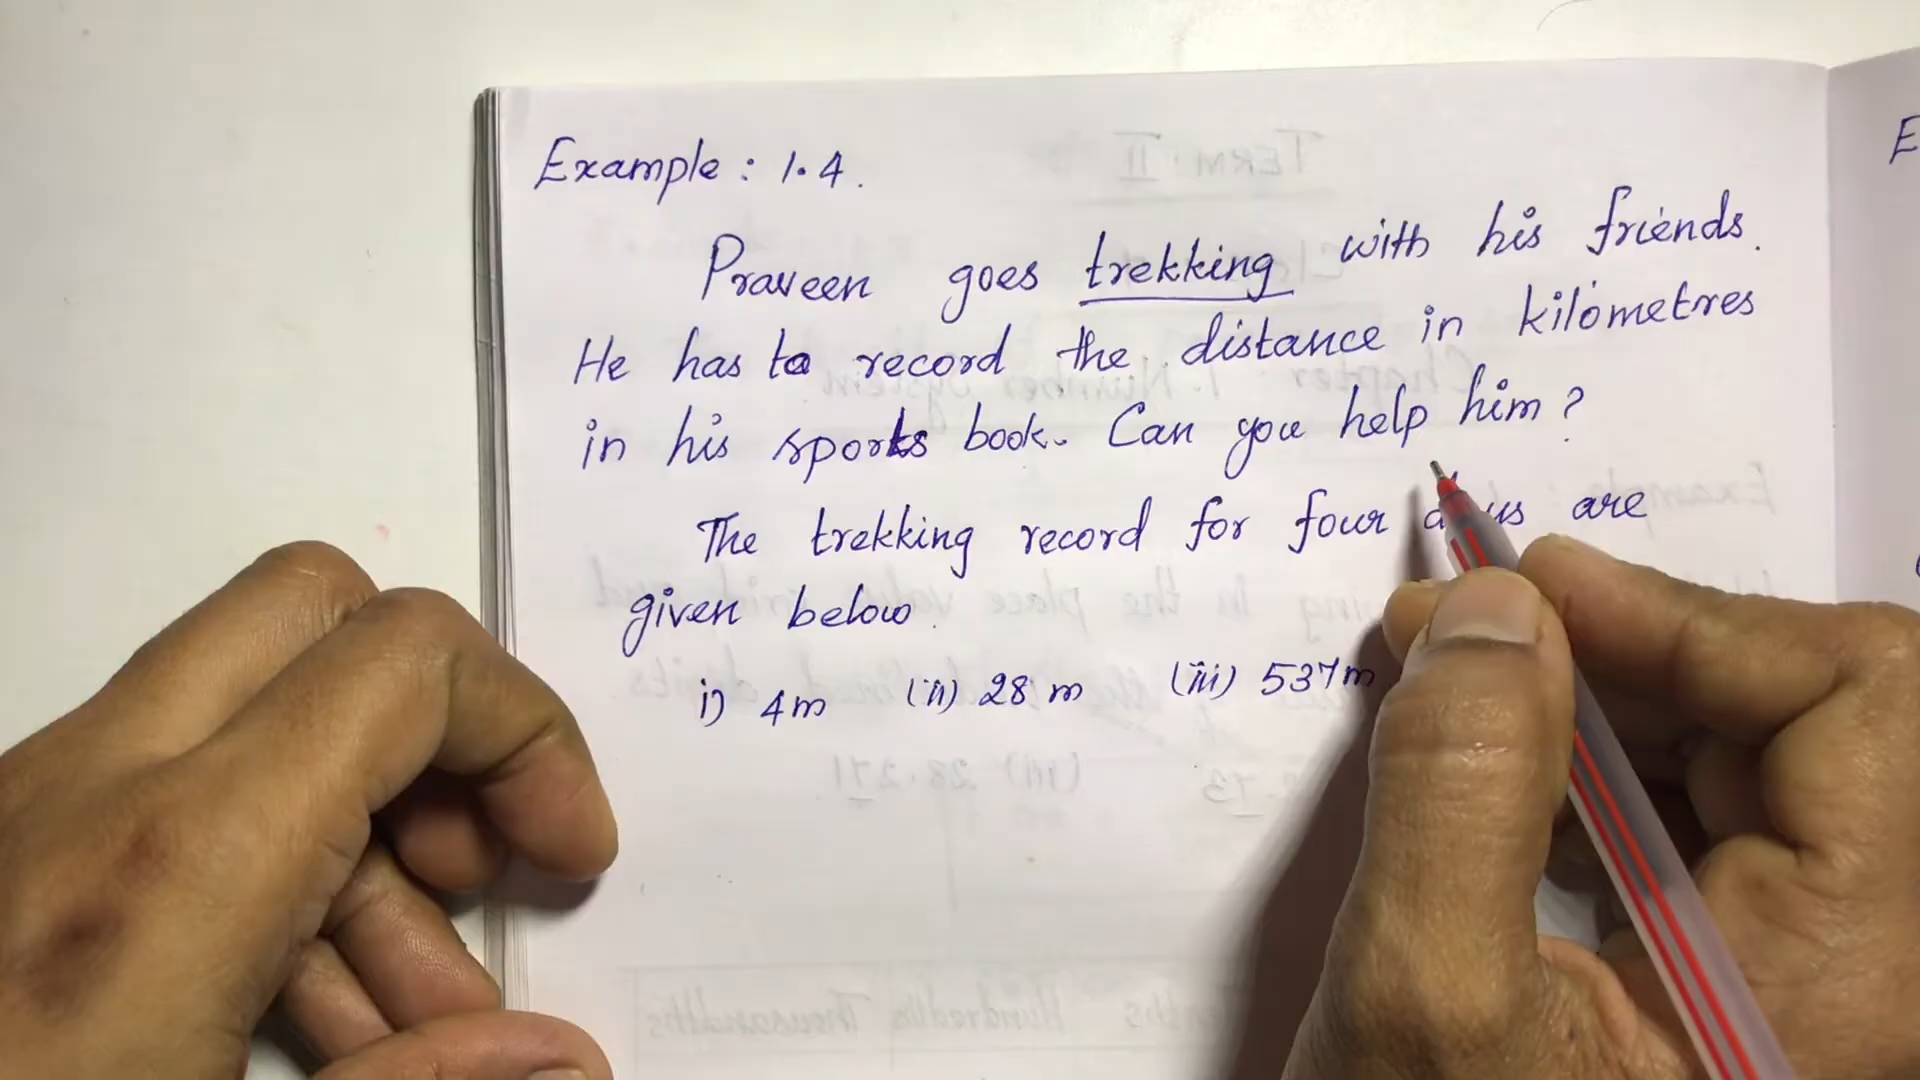 Example : 1.4.
Praveen goes trekking with his friends.
He has to record the distance in kilometres
in his sports book. Can you help him?
The trekking record for four are
given below.
i) 4m (ii) 28 m (iii) 537m